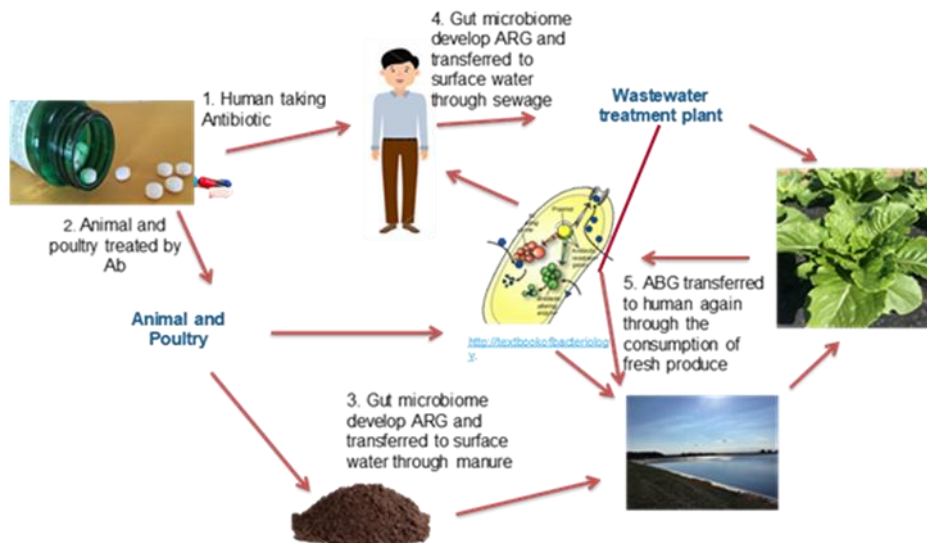 4. Gut microbiome
develop ARG and
transferred to
surface water
through sewage
1. Human taking
Antibiotic
Wastewater
treatment plant
2. Animal and
poultry treated by
Ab
Animal and
Poultry
Plasmid
http://textbookofbacteriolog
y.
5. ABG transferred
to human again
through the
consumption of
fresh produce
3. Gut microbiome
develop ARG and
transferred to surface
water through manure